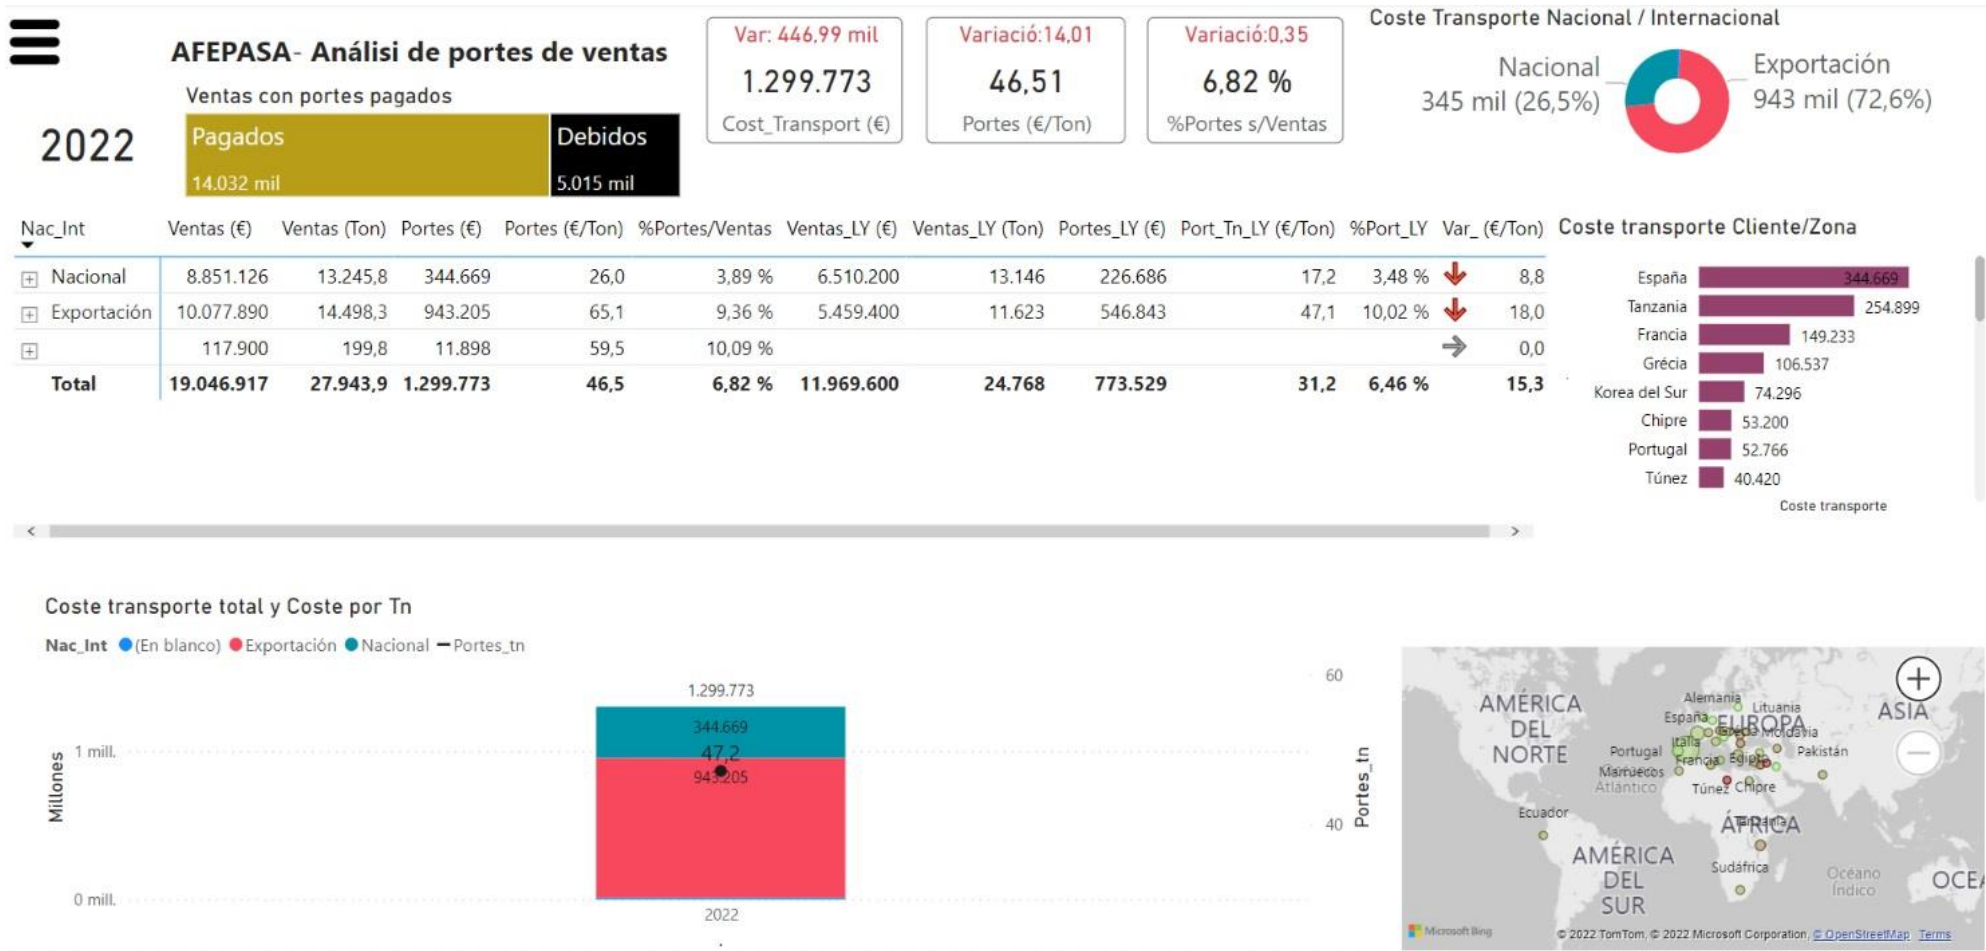 AFEPASA- Análisi de portes de ventas
2022
Ventas con portes pagados
Pagados
14.032 mil
Debidos
5.015 mil
Var: 446,99 mil
1.299.773
Cost_Transport (€)
Variació:14,01
46,51
Portes (€/Ton)
Variació:0,35
6,82 %
%Portes s/Ventas
Coste Transporte Nacional / Internacional
Nacional
345 mil (26,5%)
Exportación
943 mil (72,6%)
Nac_Int Ventas (€) Ventas (Ton) Portes (€) Portes (€/Ton) %Portes/Ventas Ventas_LY (€) Ventas_LY (Ton) Portes_LY (€) Port_Tn_LY (€/Ton) %Port_LY Var_ (€/Ton)
Nacional 8.851.126 13.245,8 344.669 26,0 3,89 % 6.510.200 13.146 226.686 17,2 3,48 % 8,8
Exportación 10.077.890 14.498,3 943.205 65,1 9,36 % 5.459.400 11.623 546.843 47,1 10,02 % 18,0
117.900 199,8 11.898 59,5 10,09 % 0,0
Total 19.046.917 27.943,9 1.299.773 46,5 6,82 % 11.969.600 24.768 773.529 31,2 6,46 % 15,3
Coste transporte Cliente/Zona
España 344.669
Tanzania 254.899
Francia 149.233
Grécia 106.537
Korea del Sur 74.296
Chipre 53.200
Portugal 52.766
Túnez 40.420
Coste transporte
Coste transporte total y Coste por Tn
Nac_Int (En blanco) Exportación Nacional Portes_tn
Millones
1 mill.
0 mill.
1.299.773
344.669
47,2
943.205
2022
60
40
Portes_tn
AMÉRICA
DEL
NORTE
Alemania
Lituania
España
EUROPA
ASIA
Moldavia
Italia
Portugal
Pakistán
Francia
Egipto
Marruecos
Atlántico
Túnez
Chipre
Ecuador
ÁFRICA
AMÉRICA
DEL
SUR
Sudáfrica
Océano
Índico
OCEA
Microsoft Bing
© 2022 TomTom, © 2022 Microsoft Corporation, © OpenStreetMap Terms